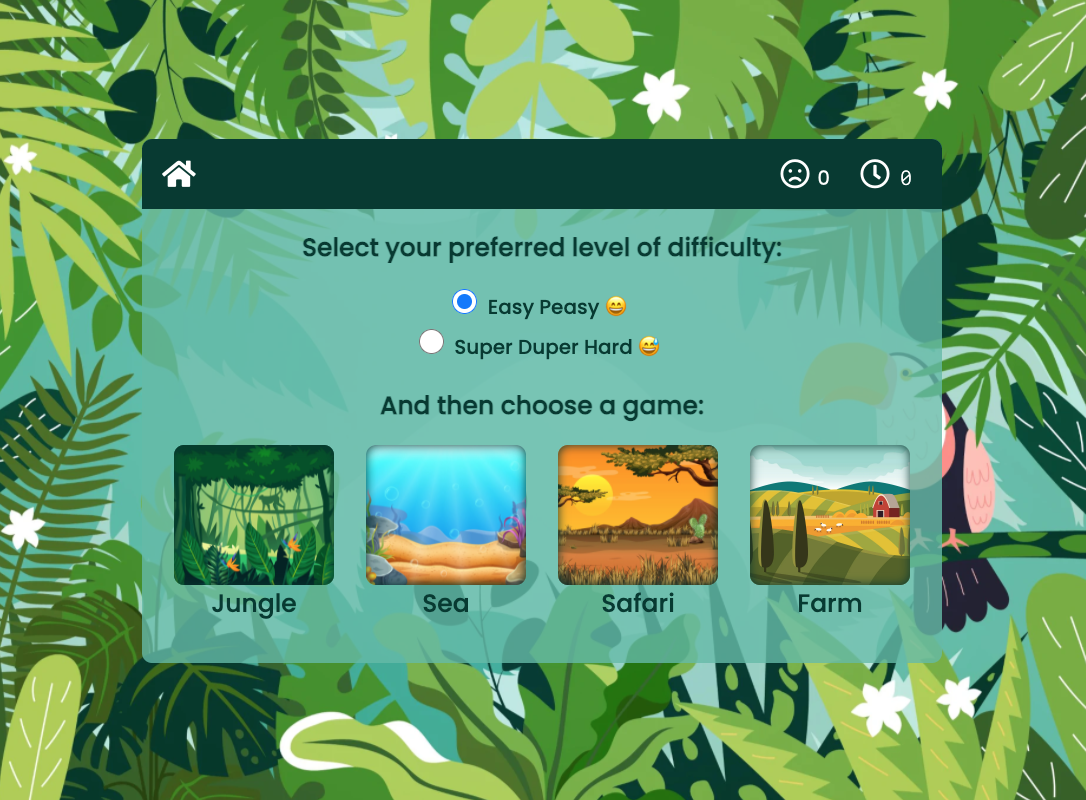 0 0
Select your preferred level of difficulty:
Easy Peasy 😄
Super Duper Hard 😅
And then choose a game:
Jungle Sea Safari Farm